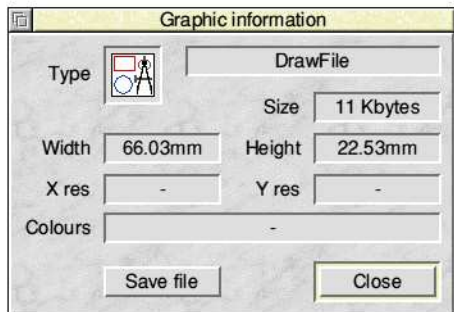 Graphic information
Type DrawFile
Size 11 Kbytes
Width 66.03mm Height 22.53mm
X res - Y res -
Colours -
Save file Close